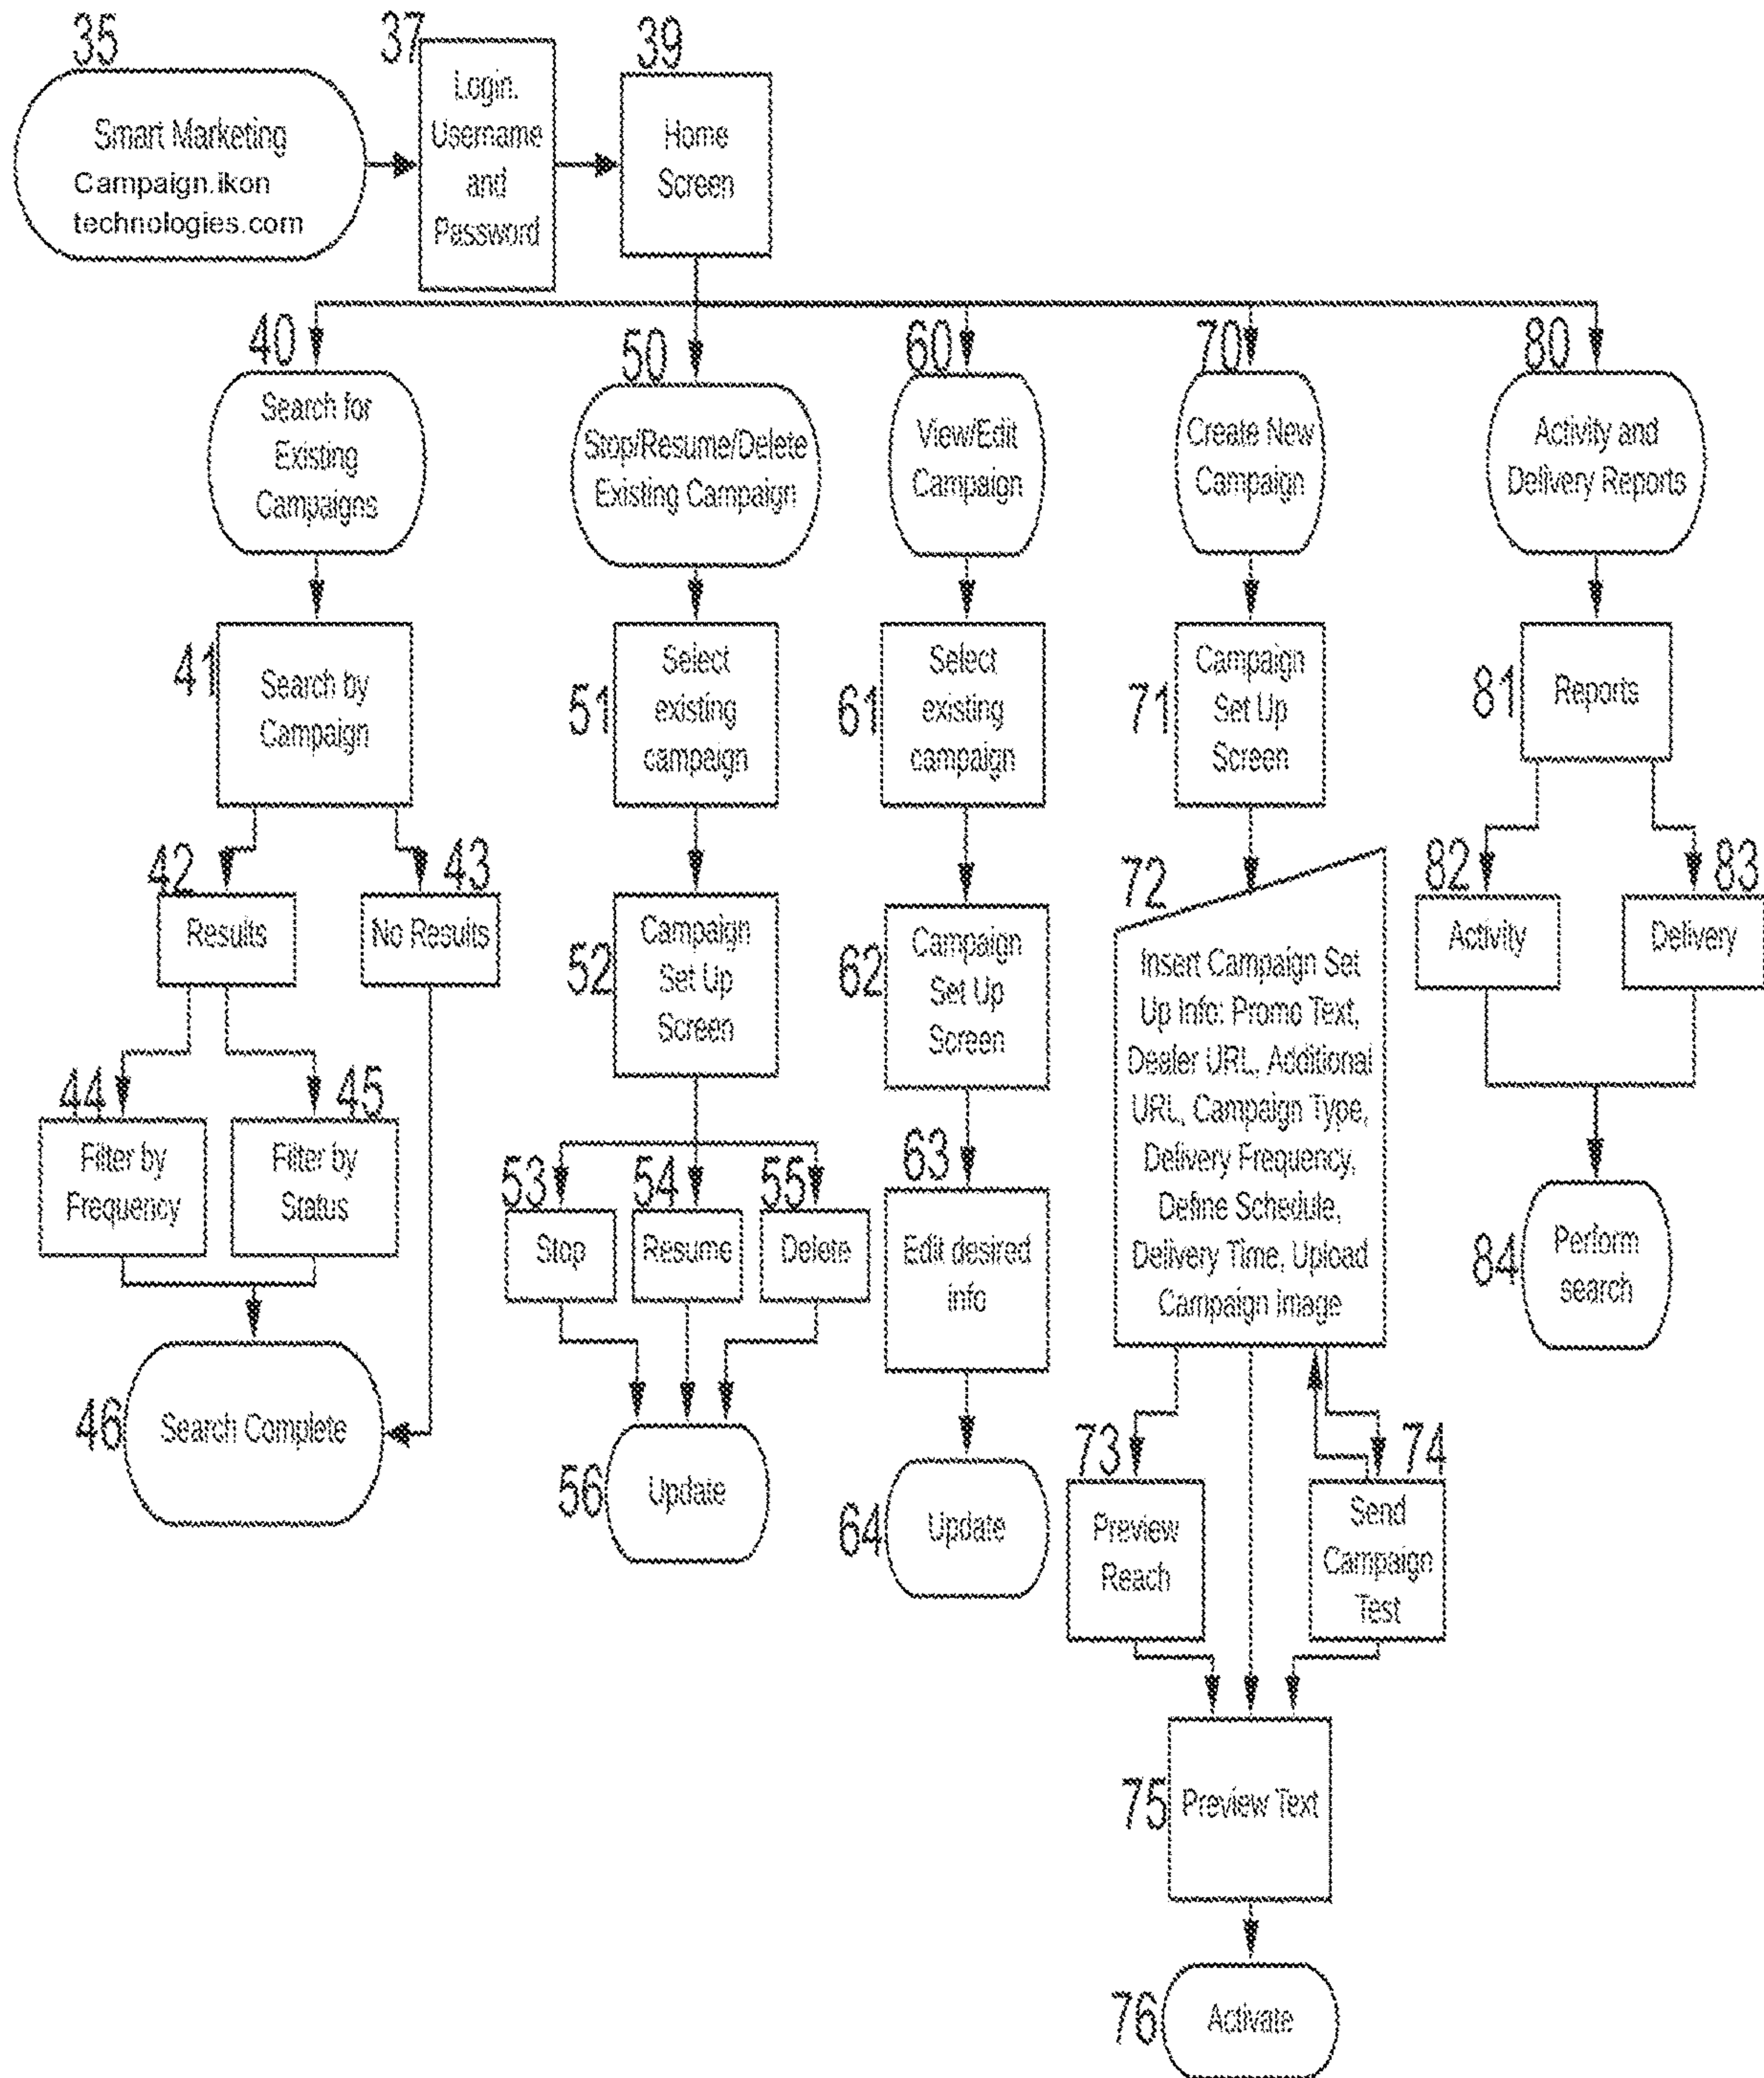 35
Smart Marketing
Campaign.ikon
technologies.com
37
Login.
Username
and
Password
39
Home
Screen
40
Search for
Existing
Campaigns
41
Search by
Campaign
42
Results
43
No Results
44
Filter by
Frequency
45
Filter by
Status
46
Search Complete
50
Stop/Resume/Delete
Existing Campaign
51
Select
existing
campaign
52
Campaign
Set Up
Screen
53
Stop
54
Resume
55
Delete
56
Update
60
View/Edit
Campaign
61
Select
existing
campaign
62
Campaign
Set Up
Screen
63
Edit desired
info
64
Update
70
Create New
Campaign
71
Campaign
Set Up
Screen
72
Insert Campaign Set
Up Info: Promo Text,
Dealer URL, Additional
URL, Campaign Type,
Delivery Frequency,
Define Schedule,
Delivery Time, Upload
Campaign Image
73
Preview
Reach
74
Send
Campaign
Test
75
Preview Text
76
Activate
80
Activity and
Delivery Reports
81
Reports
82
Activity
83
Delivery
84
Perform
search